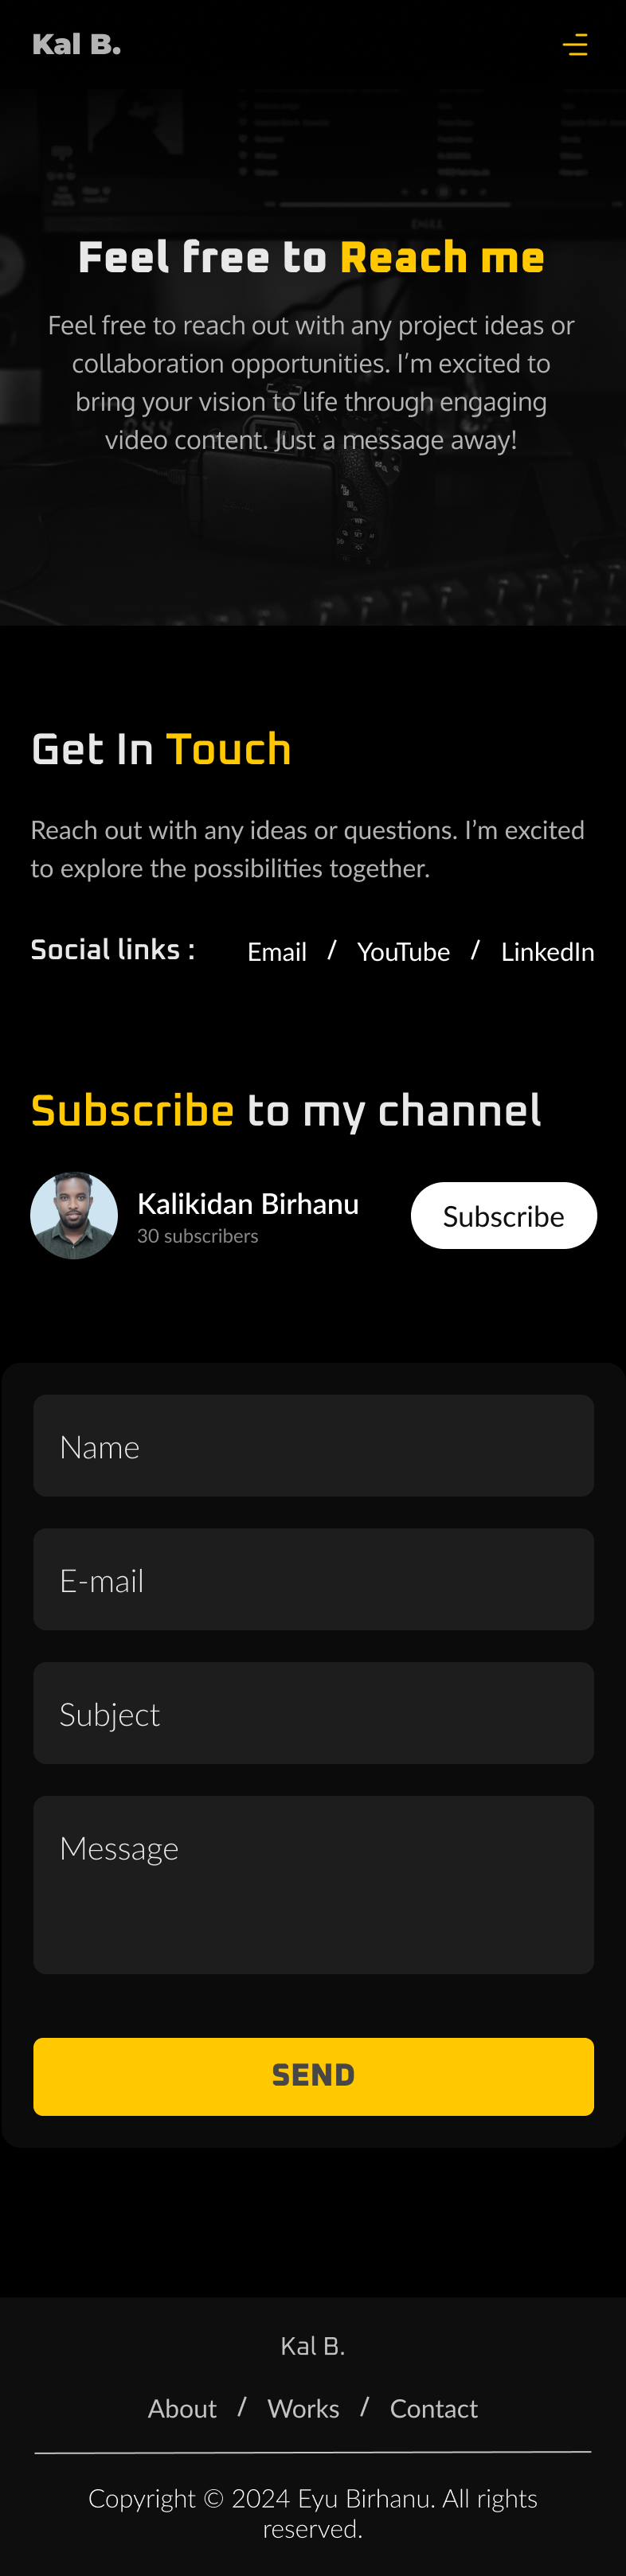 Kal B.
Feel free to Reach me
Feel free to reach out with any project ideas or
collaboration opportunities. I’m excited to
bring your vision to life through engaging
video content. Just a message away!
Get In Touch
Reach out with any ideas or questions. I’m excited
to explore the possibilities together.
Social links : Email / YouTube / LinkedIn
Subscribe to my channel
Kalikidan Birhanu
30 subscribers
Subscribe
Name
E-mail
Subject
Message
SEND
Kal B.
About / Works / Contact
Copyright © 2024 Eyu Birhanu. All rights
reserved.